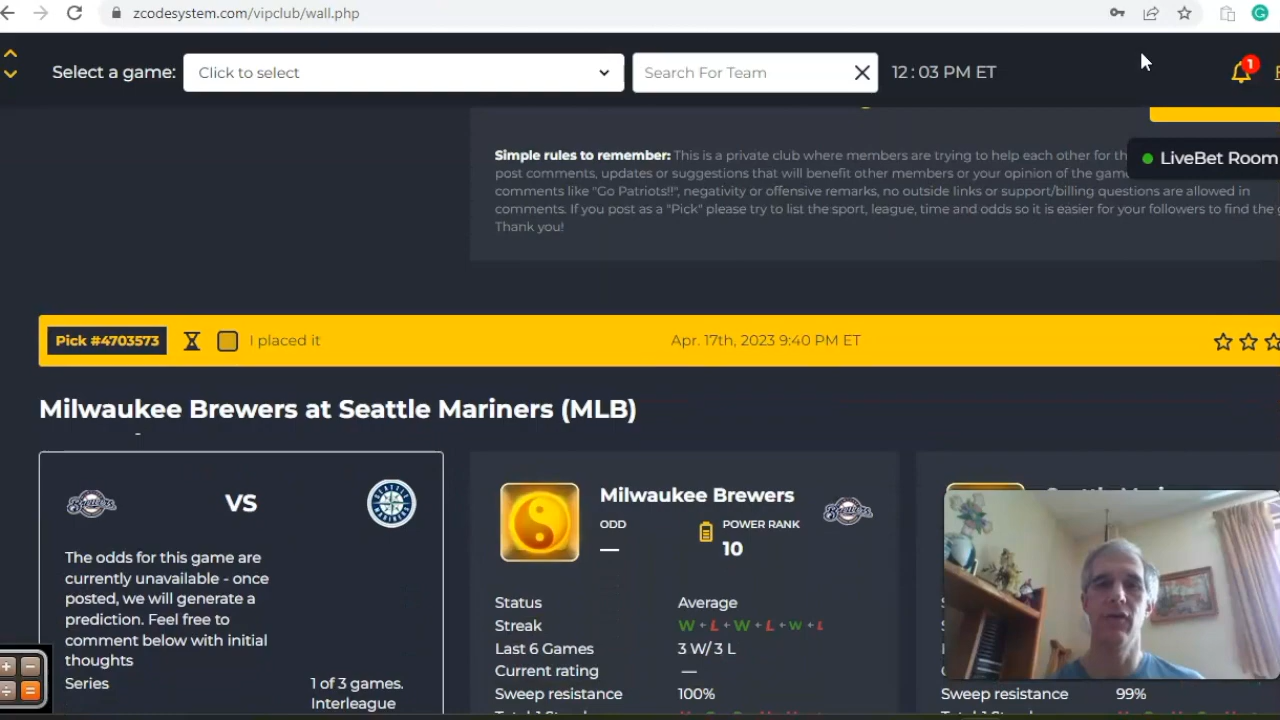 zcodesystem.com/vipclub/wall.php
Select a game: Click to select Search For Team 12:03 PM ET 1
Simple rules to remember: This is a private club where members are trying to help each other for th
post comments, updates or suggestions that will benefit other members or your opinion of the gam
LiveBet Room
comments like "Go Patriots!!", negativity or offensive remarks, no outside links or support/billing questions are allowed in
comments. If you post as a "Pick" please try to list the sport, league, time and odds so it is easier for your followers to find the g
Thank you!
Pick #4703573 I placed it Apr. 17th, 2023 9:40 PM ET
Milwaukee Brewers at Seattle Mariners (MLB)
VS
The odds for this game are
currently unavailable - once
posted, we will generate a
prediction. Feel free to
comment below with initial
thoughts
Series 1 of 3 games.
Interleague
Milwaukee Brewers
ODD POWER RANK
— 10
Status Average
Streak W + L + W + L + W + L
Last 6 Games 3 W/ 3 L
Current rating —
Sweep resistance 100%
Sweep resistance 99%